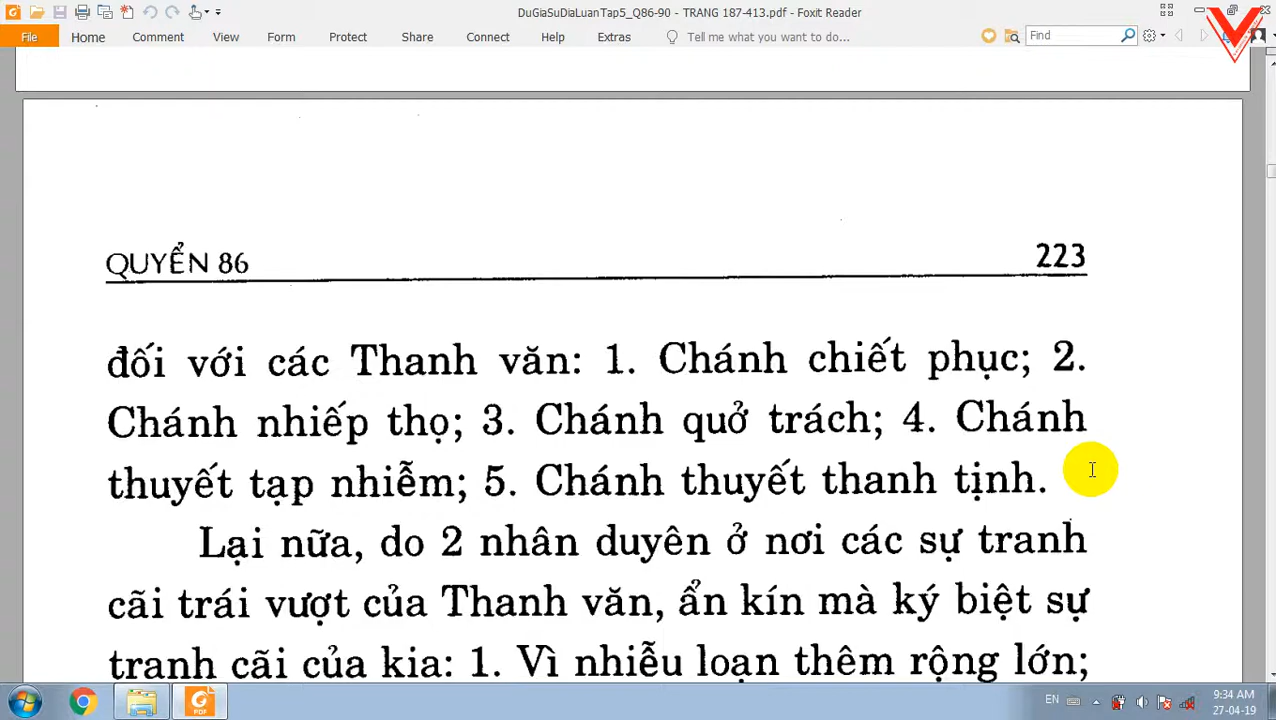 DuGiaSuDiaLuanTap5_Q86-90 - TRANG 187-413.pdf - Foxit Reader
File Home Comment View Form Protect Share Connect Help Extras Tell me what you want to do... Find
QUYỂN 86 223
đối với các Thanh văn: 1. Chánh chiết phục; 2.
Chánh nhiếp thọ; 3. Chánh quở trách; 4. Chánh
thuyết tạp nhiễm; 5. Chánh thuyết thanh tịnh.
Lại nữa, do 2 nhân duyên ở nơi các sự tranh
cãi trái vượt của Thanh văn, ẩn kín mà ký biệt sự
tranh cãi của kia: 1. Vì nhiễu loạn thêm rộng lớn;
PDF
EN 9:34 AM
27-04-19